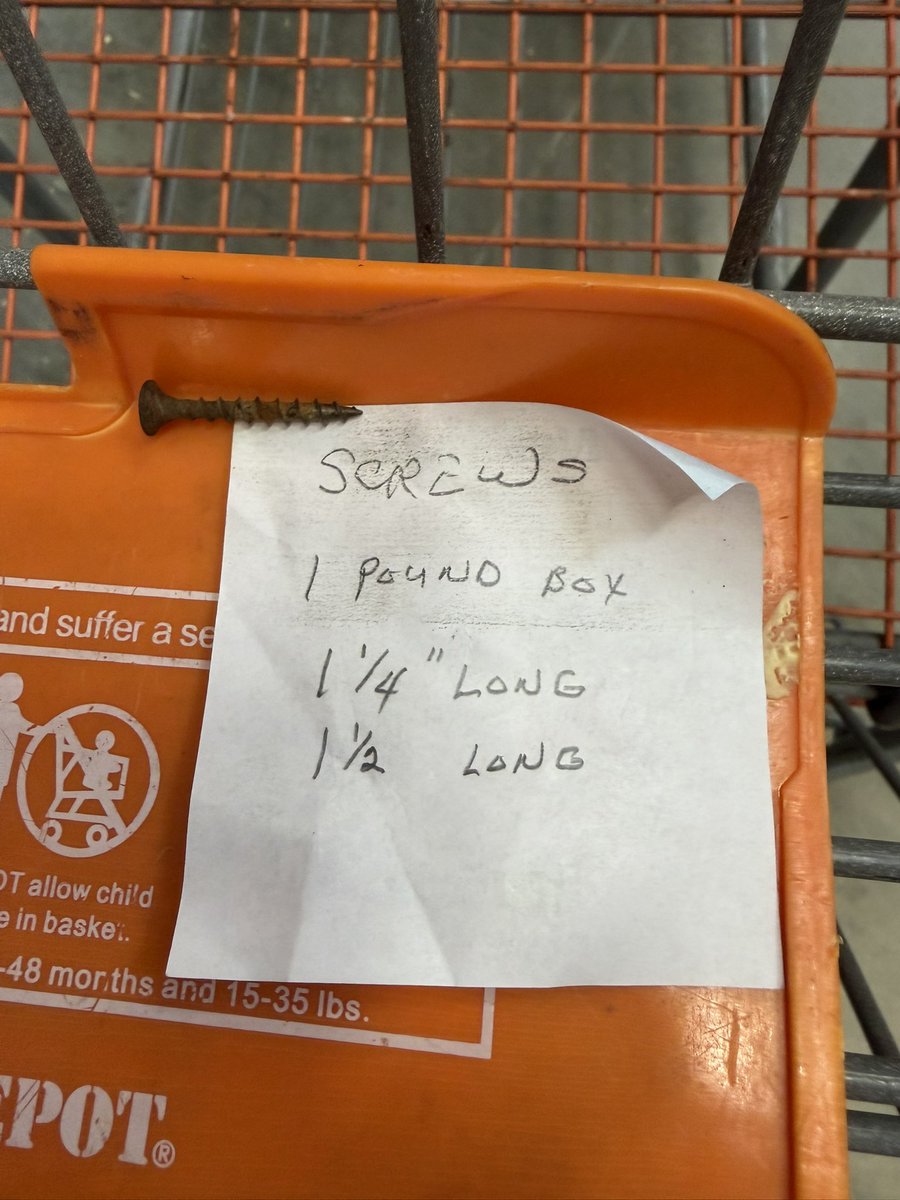 SCREWS
1 POUND BOX
1 1/4" LONG
1 1/2 LONG
and suffer a se
OT allow child
e in basket.
-48 months and 15-35 lbs.
EPOT®